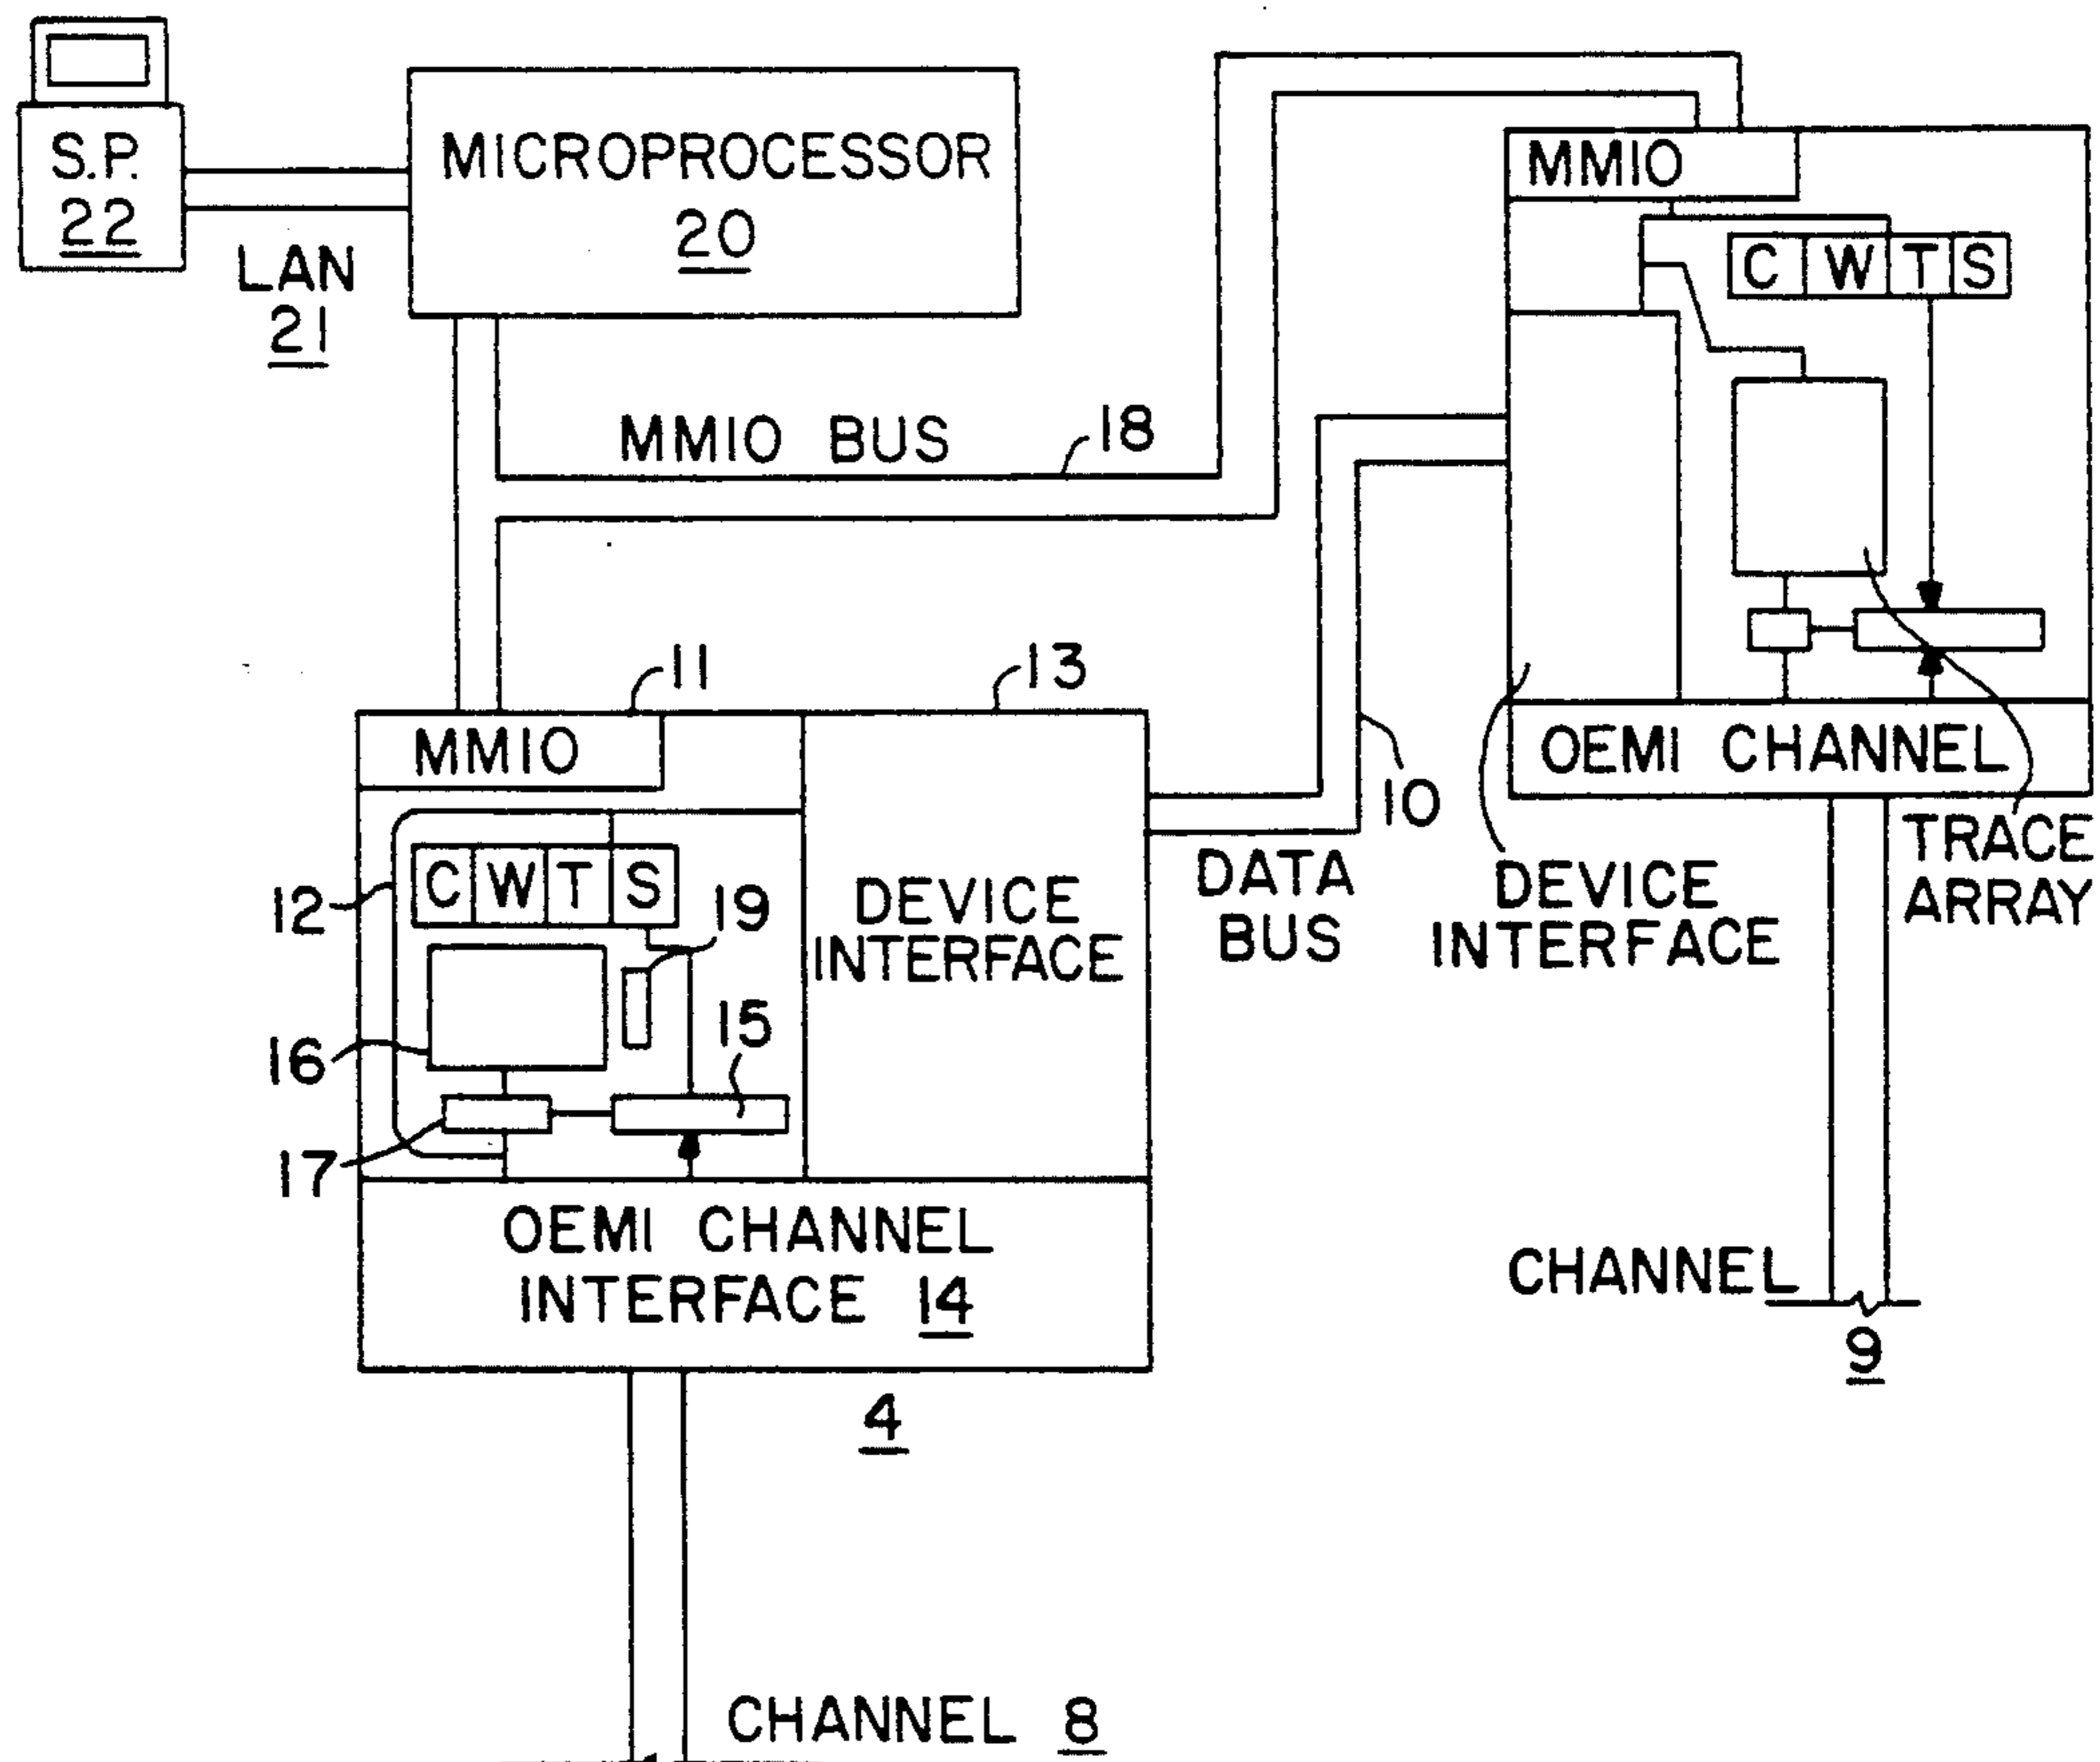 S.P.
22
LAN
21
MICROPROCESSOR
20
MMIO BUS
18
MMIO
C W T S
OEMI CHANNEL
10
DATA
BUS
DEVICE
INTERFACE
TRACE
ARRAY
11
13
MMIO
12
C W T S
19
DEVICE
INTERFACE
16
15
17
OEMI CHANNEL
INTERFACE 14
4
CHANNEL
9
CHANNEL 8